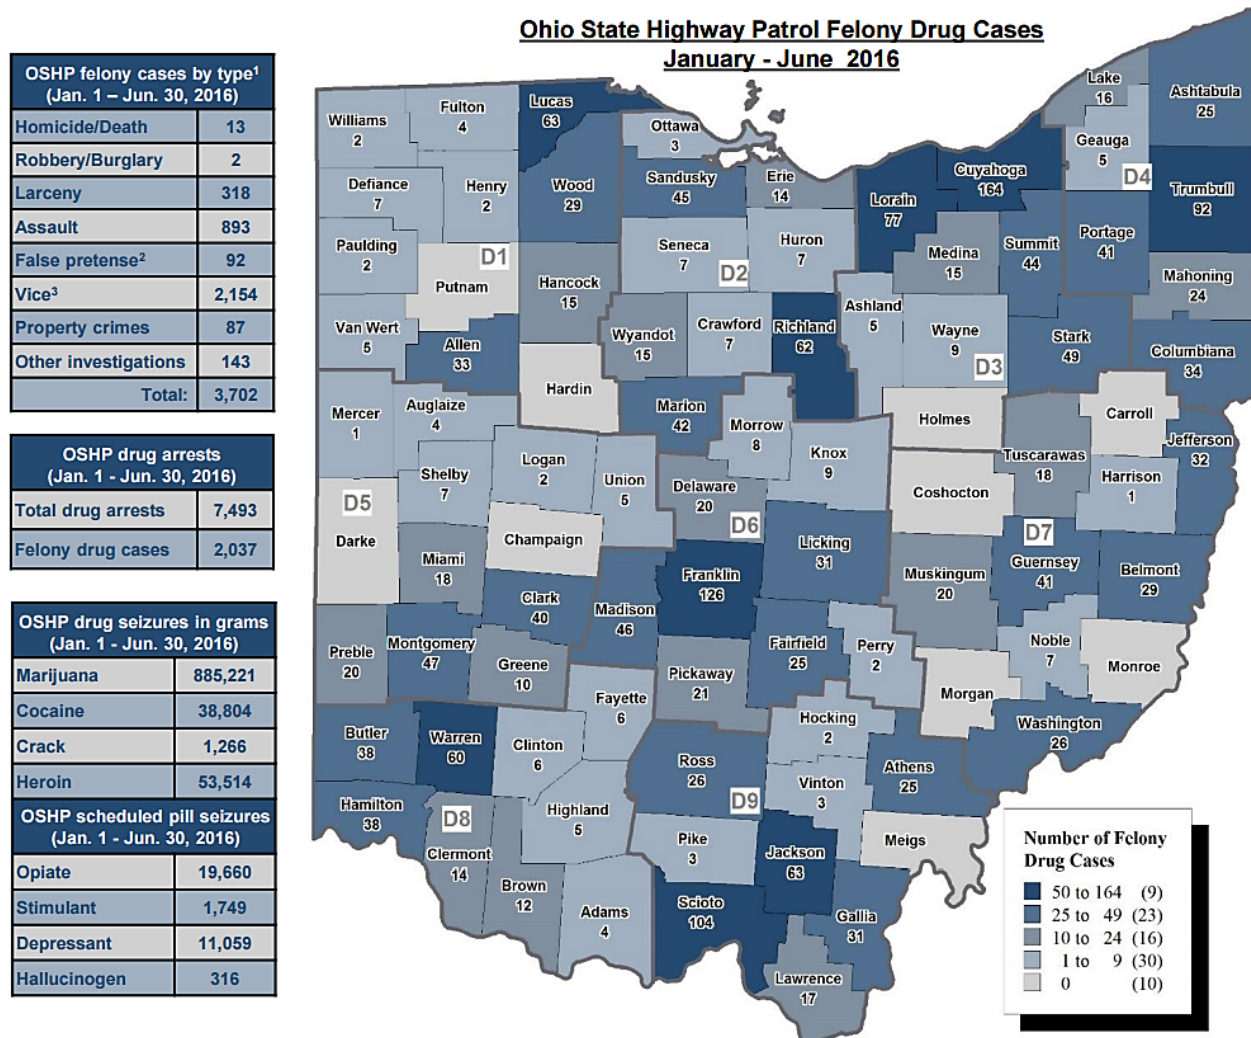 Ohio State Highway Patrol Felony Drug Cases
January - June 2016
OSHP felony cases by type¹
(Jan. 1 – Jun. 30, 2016)
Homicide/Death 13
Robbery/Burglary 2
Larceny 318
Assault 893
False pretense² 92
Vice³ 2,154
Property crimes 87
Other investigations 143
Total: 3,702
OSHP drug arrests
(Jan. 1 - Jun. 30, 2016)
Total drug arrests 7,493
Felony drug cases 2,037
OSHP drug seizures in grams
(Jan. 1 - Jun. 30, 2016)
Marijuana 885,221
Cocaine 38,804
Crack 1,266
Heroin 53,514
OSHP scheduled pill seizures
(Jan. 1 - Jun. 30, 2016)
Opiate 19,660
Stimulant 1,749
Depressant 11,059
Hallucinogen 316
Williams
2
Fulton
4
Lucas
63
Ottawa
3
Lake
16
Ashtabula
25
Geauga
5
D4
Defiance
7
Henry
2
Wood
29
Sandusky
45
Erie
14
Lorain
77
Cuyahoga
164
Trumbull
92
Paulding
2
D1
Putnam
Hancock
15
Seneca
7
D2
Huron
7
Medina
15
Summit
44
Portage
41
Mahoning
24
Van Wert
5
Allen
33
Wyandot
15
Crawford
7
Richland
62
Ashland
5
Wayne
9
D3
Stark
49
Columbiana
34
Hardin
Mercer
1
Auglaize
4
Marion
42
Morrow
8
Holmes
Carroll
Jefferson
32
Shelby
7
Logan
2
Union
5
Knox
9
Tuscarawas
18
Harrison
1
D5
Darke
Champaign
Delaware
20
D6
Coshocton
D7
Miami
18
Licking
31
Guernsey
41
Belmont
29
Clark
40
Madison
46
Franklin
126
Muskingum
20
Preble
20
Montgomery
47
Greene
10
Fairfield
25
Perry
2
Noble
7
Monroe
Pickaway
21
Morgan
Fayette
6
Hocking
2
Washington
26
Butler
38
Warren
60
Clinton
6
Ross
26
Athens
25
Hamilton
38
D8
Clermont
14
Highland
5
D9
Vinton
3
Meigs
Brown
12
Pike
3
Jackson
63
Adams
4
Scioto
104
Gallia
31
Lawrence
17
Number of Felony
Drug Cases
50 to 164 (9)
25 to 49 (23)
10 to 24 (16)
1 to 9 (30)
0 (10)